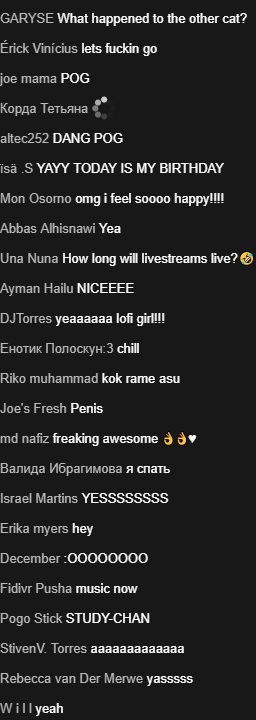 GARYSE What happened to the other cat?
Érick Vinícius lets fuckin go
joe mama POG
Корда Тетьяна
altec252 DANG POG
ïsä .S YAYY TODAY IS MY BIRTHDAY
Mon Osorno omg i feel soooo happy!!!!
Abbas Alhisnawi Yea
Una Nuna How long will livestreams live?🤣
Ayman Hailu NICEEEE
DJTorres yeaaaaaa lofi girl!!!
Енотик Полоскун:3 chill
Riko muhammad kok rame asu
Joe's Fresh Penis
md nafiz freaking awesome 👌👌♥
Валида Ибрагимова я спать
Israel Martins YESSSSSSSS
Erika myers hey
December :OOOOOOOO
Fidivr Pusha music now
Pogo Stick STUDY-CHAN
StivenV. Torres aaaaaaaaaaaaa
Rebecca van Der Merwe yasssss
W i l l yeah